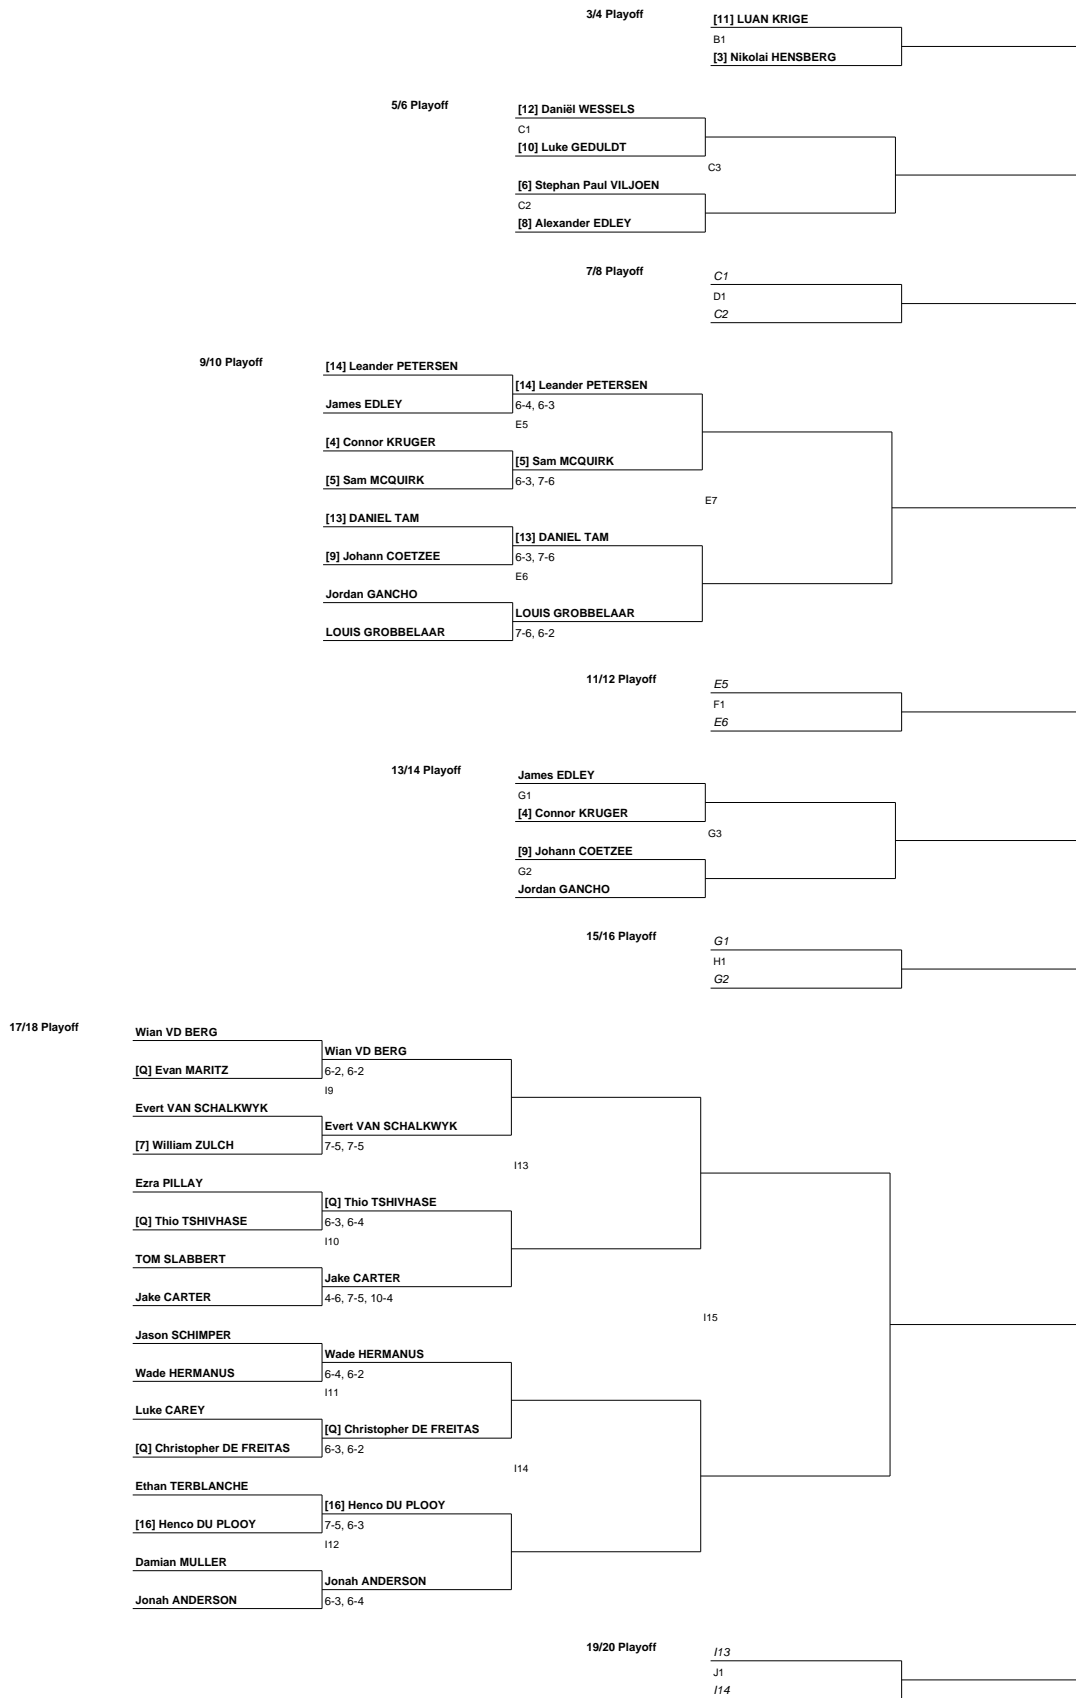 3/4 Playoff
[11] LUAN KRIGE
B1
[3] Nikolai HENSBERG
5/6 Playoff
[12] Daniël WESSELS
C1
[10] Luke GEDULDT
C3
[6] Stephan Paul VILJOEN
C2
[8] Alexander EDLEY
7/8 Playoff
C1
D1
C2
9/10 Playoff
[14] Leander PETERSEN
[14] Leander PETERSEN
James EDLEY
6-4, 6-3
E5
[4] Connor KRUGER
[5] Sam MCQUIRK
[5] Sam MCQUIRK
6-3, 7-6
E7
[13] DANIEL TAM
[13] DANIEL TAM
[9] Johann COETZEE
6-3, 7-6
E6
Jordan GANCHO
LOUIS GROBBELAAR
LOUIS GROBBELAAR
7-6, 6-2
11/12 Playoff
E5
F1
E6
13/14 Playoff
James EDLEY
G1
[4] Connor KRUGER
G3
[9] Johann COETZEE
G2
Jordan GANCHO
15/16 Playoff
G1
H1
G2
17/18 Playoff
Wian VD BERG
Wian VD BERG
[Q] Evan MARITZ
6-2, 6-2
I9
Evert VAN SCHALKWYK
Evert VAN SCHALKWYK
[7] William ZULCH
7-5, 7-5
I13
Ezra PILLAY
[Q] Thio TSHIVHASE
[Q] Thio TSHIVHASE
6-3, 6-4
I10
TOM SLABBERT
Jake CARTER
Jake CARTER
4-6, 7-5, 10-4
I15
Jason SCHIMPER
Wade HERMANUS
Wade HERMANUS
6-4, 6-2
I11
Luke CAREY
[Q] Christopher DE FREITAS
[Q] Christopher DE FREITAS
6-3, 6-2
I14
Ethan TERBLANCHE
[16] Henco DU PLOOY
[16] Henco DU PLOOY
7-5, 6-3
I12
Damian MULLER
Jonah ANDERSON
Jonah ANDERSON
6-3, 6-4
19/20 Playoff
I13
J1
I14